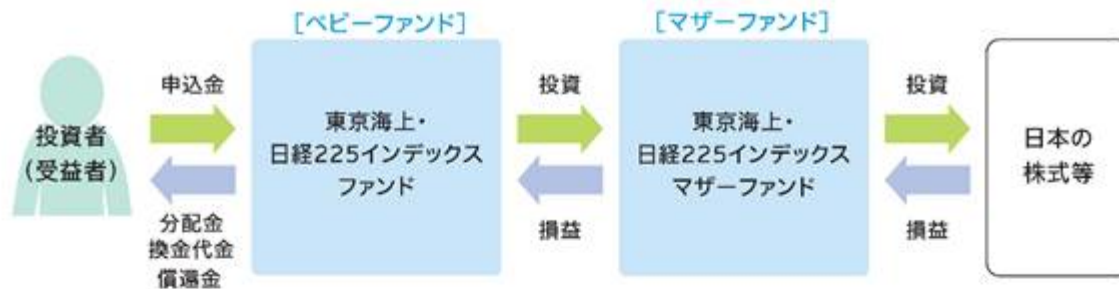 [ベビーファンド]
[マザーファンド]
投資者
(受益者)
申込金
分配金
換金代金
償還金
東京海上・
日経225インデックス
ファンド
投資
損益
東京海上・
日経225インデックス
マザーファンド
投資
損益
日本の
株式等